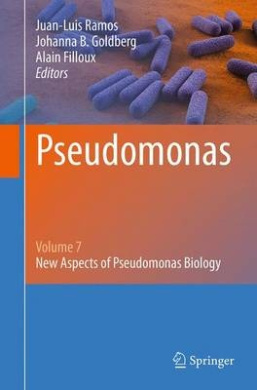 Juan-Luis Ramos
Johanna B. Goldberg
Alain Filloux
Editors
Pseudomonas
Volume 7
New Aspects of Pseudomonas Biology
Springer